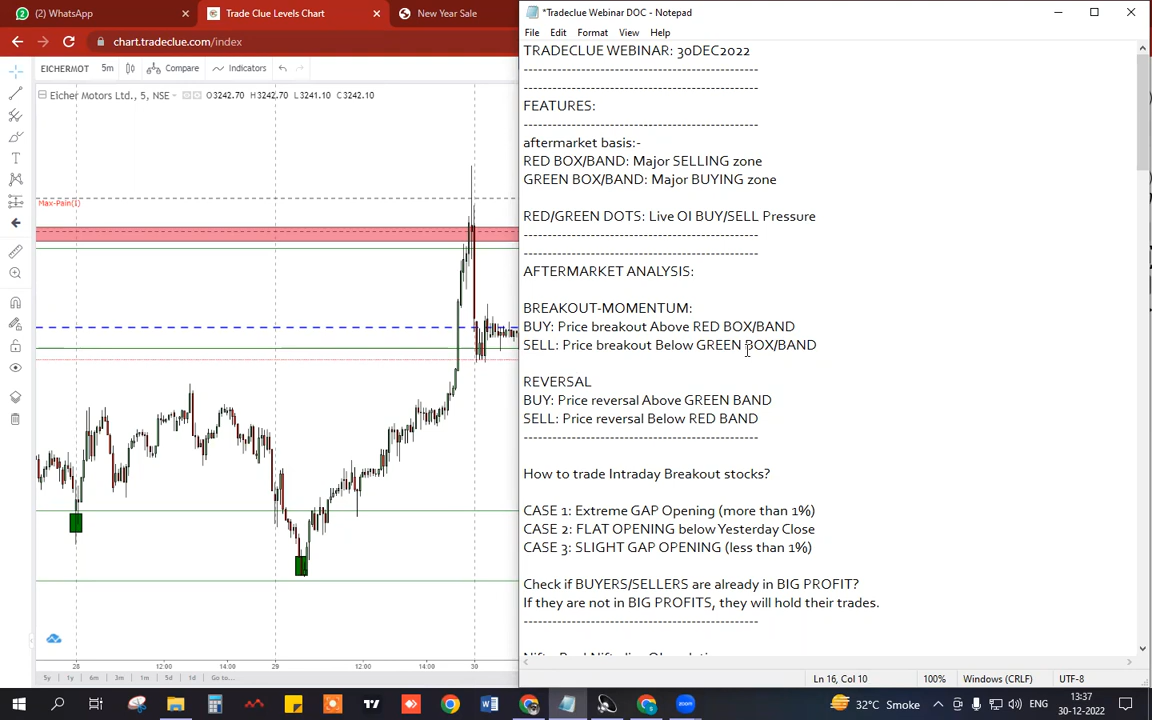 (2) WhatsApp
Trade Clue Levels Chart
New Year Sale
chart.tradeclue.com/index
EICHERMOT 5m Compare Indicators
Eicher Motors Ltd., 5, NSE O3242.70 H3242.70 L3241.10 C3242.10
Max-Pain(I)
28 12:00 14:00 29 12:00 14:00 30
5y 1y 6m 3m 1m 5d 1d Go to...
*Tradeclue Webinar DOC - Notepad
File Edit Format View Help
TRADECLUE WEBINAR: 30DEC2022
----------------------------------------------
----------------------------------------------
FEATURES:
----------------------------------------------
aftermarket basis:-
RED BOX/BAND: Major SELLING zone
GREEN BOX/BAND: Major BUYING zone
RED/GREEN DOTS: Live OI BUY/SELL Pressure
----------------------------------------------
----------------------------------------------
AFTERMARKET ANALYSIS:
BREAKOUT-MOMENTUM:
BUY: Price breakout Above RED BOX/BAND
SELL: Price breakout Below GREEN BOX/BAND
REVERSAL
BUY: Price reversal Above GREEN BAND
SELL: Price reversal Below RED BAND
----------------------------------------------
How to trade Intraday Breakout stocks?
CASE 1: Extreme GAP Opening (more than 1%)
CASE 2: FLAT OPENING below Yesterday Close
CASE 3: SLIGHT GAP OPENING (less than 1%)
Check if BUYERS/SELLERS are already in BIG PROFIT?
If they are not in BIG PROFITS, they will hold their trades.
----------------------------------------------
Ln 16, Col 10 100% Windows (CRLF) UTF-8
32°C Smoke ENG 13:37
30-12-2022